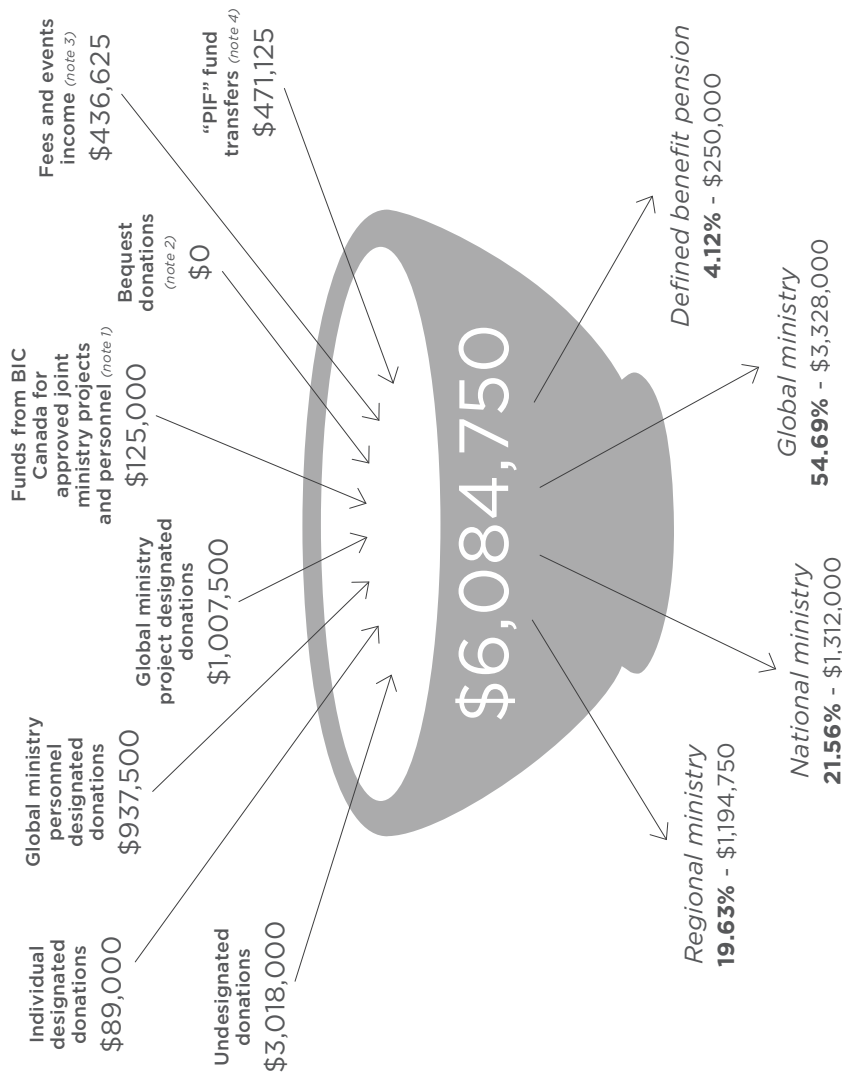 Undesignated
donations
$3,018,000
Individual
designated
donations
$89,000
Global ministry
personnel
designated
donations
$937,500
Global ministry
project designated
donations
$1,007,500
Funds from BIC
Canada for
approved joint
ministry projects
and personnel (note 1)
$125,000
Bequest
donations
(note 2)
$0
Fees and events
income (note 3)
$436,625
“PIF” fund
transfers (note 4)
$471,125
$6,084,750
Regional ministry
19.63% - $1,194,750
National ministry
21.56% - $1,312,000
Global ministry
54.69% - $3,328,000
Defined benefit pension
4.12% - $250,000